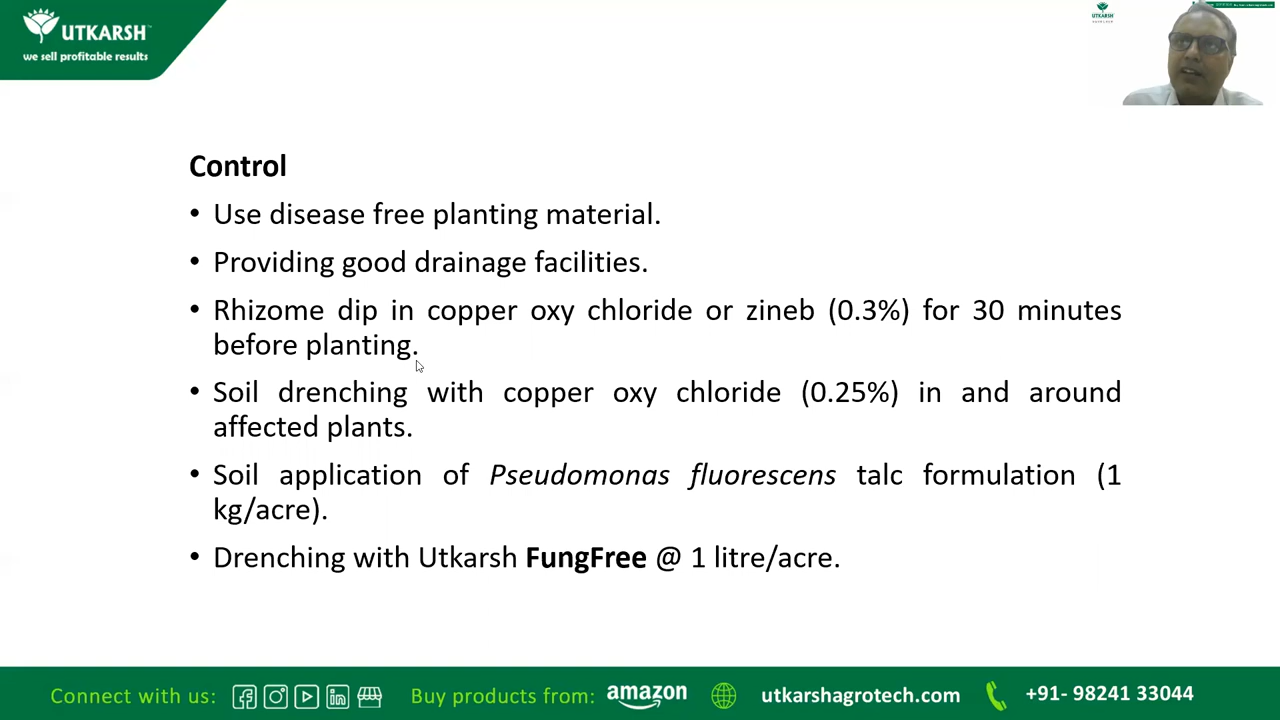 UTKARSH
we sell profitable results
UTKARSH
Control
• Use disease free planting material.
• Providing good drainage facilities.
• Rhizome dip in copper oxy chloride or zineb (0.3%) for 30 minutes
before planting.
• Soil drenching with copper oxy chloride (0.25%) in and around
affected plants.
• Soil application of Pseudomonas fluorescens talc formulation (1
kg/acre).
• Drenching with Utkarsh FungFree @ 1 litre/acre.
Connect with us: Buy products from: amazon utkarshagrotech.com +91- 98241 33044